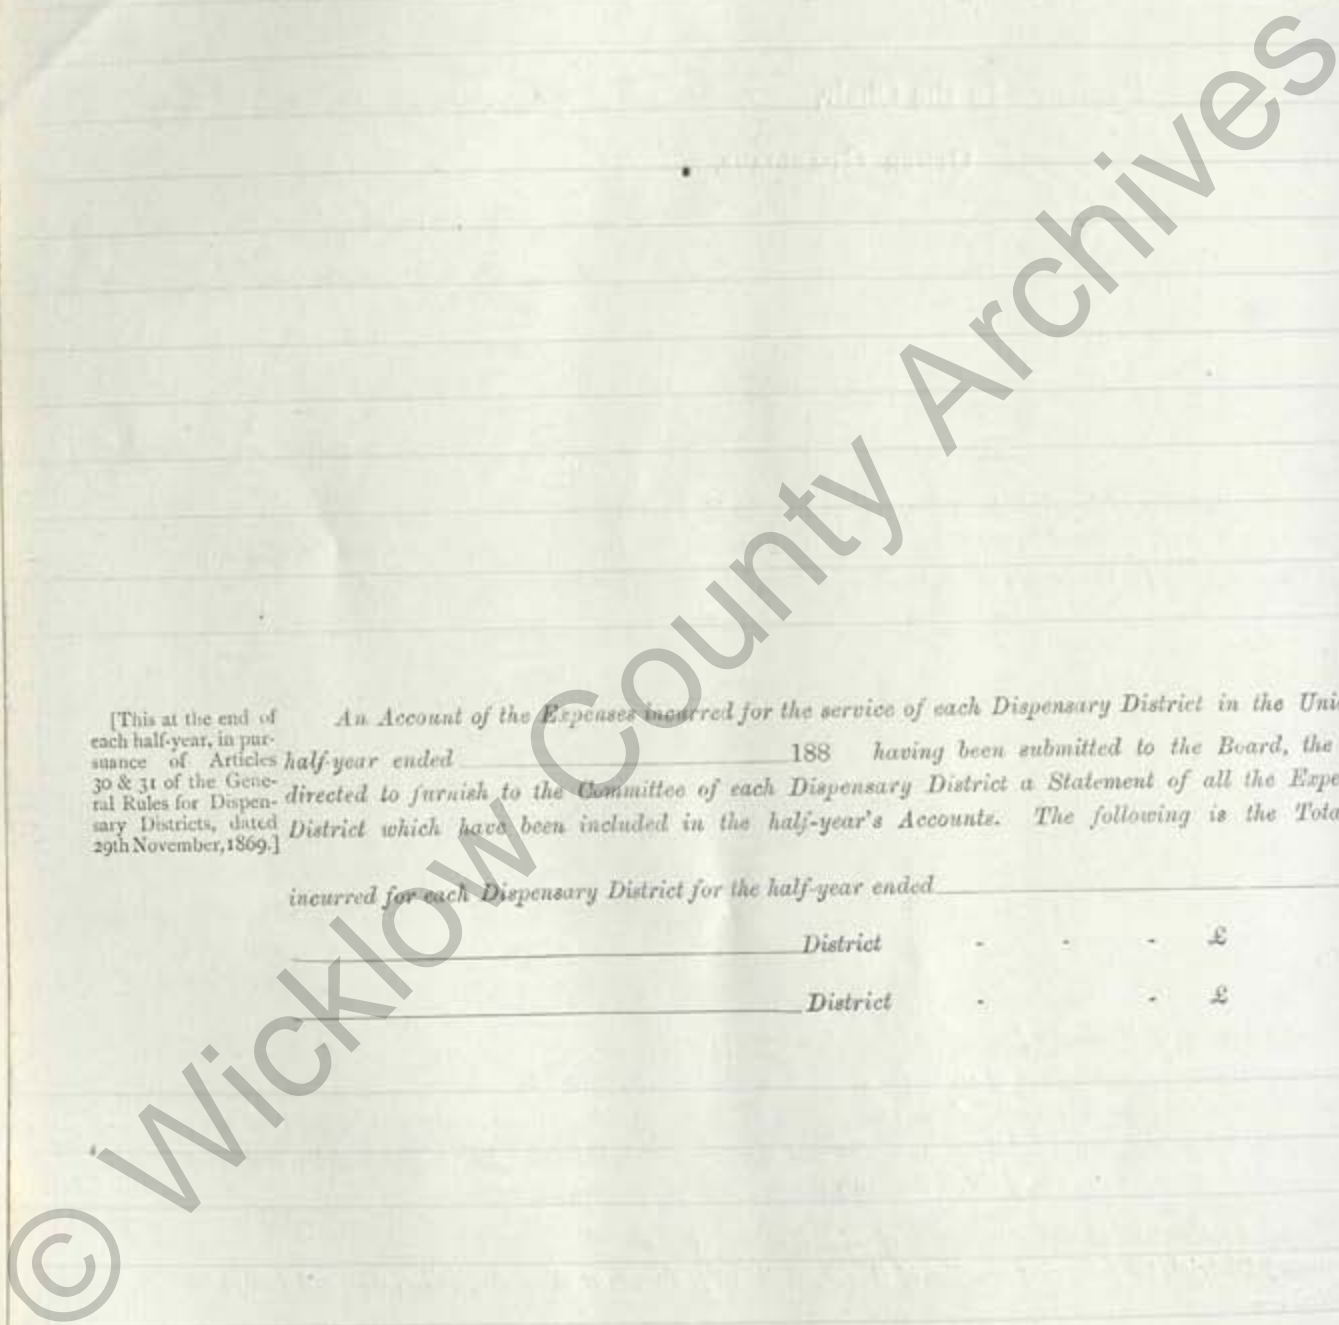 [This at the end of
each half-year, in pur-
suance of Articles
30 & 31 of the Gene-
ral Rules for Dispen-
sary Districts, dated
29th November, 1869.]
An Account of the Expenses incurred for the service of each Dispensary District in the Uni
half-year ended 188 having been submitted to the Board, the
directed to furnish to the Committee of each Dispensary District a Statement of all the Expe
District which have been included in the half-year's Accounts. The following is the Tota
incurred for each Dispensary District for the half-year ended
District - - - £
District - - £
© Wicklow County Archives